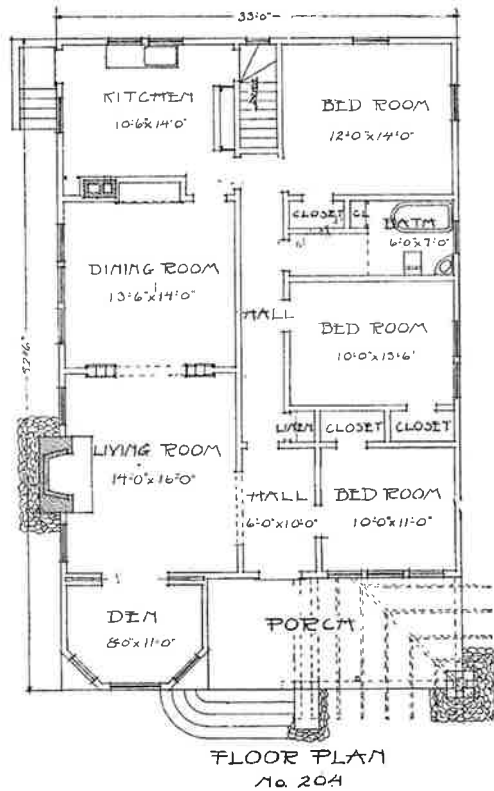 33'-0"
KITCHEN
10'-6"x14'-0"
BED ROOM
12'-0"x14'-0"
CLOSET
CL
BATH
6'-0"x7'-0"
DINING ROOM
13'-6"x14'-0"
HALL
BED ROOM
10'-0"x13'-6"
52'-6"
LINEN
CLOSET
CLOSET
LIVING ROOM
14'-0"x16'-0"
HALL
6'-0"x10'-0"
BED ROOM
10'-0"x11'-0"
DEN
8'-0"x11'-0"
PORCH
FLOOR PLAN
No. 204